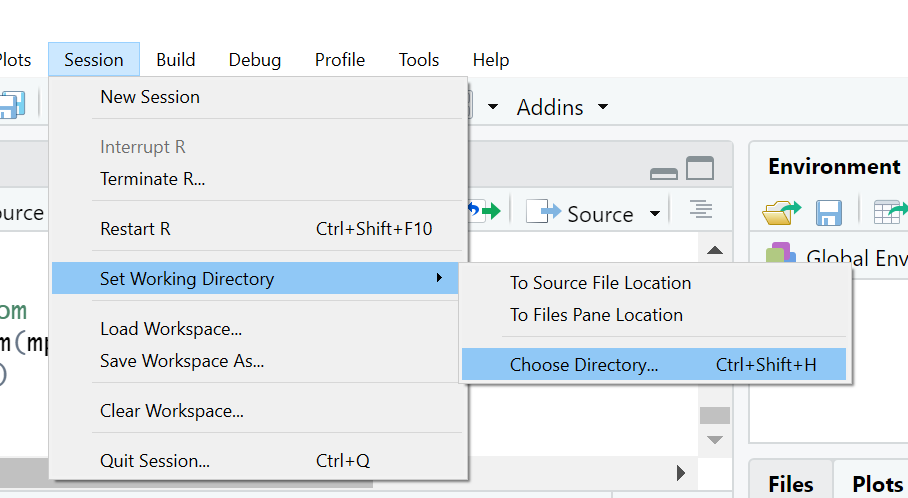 Plots Session Build Debug Profile Tools Help
Addins
New Session
Interrupt R
Terminate R...
Restart R Ctrl+Shift+F10
Set Working Directory
Load Workspace...
Save Workspace As...
Clear Workspace...
Quit Session... Ctrl+Q
To Source File Location
To Files Pane Location
Choose Directory... Ctrl+Shift+H
ource
Source
om
m(mp
)
Environment
Global Env
Files Plots